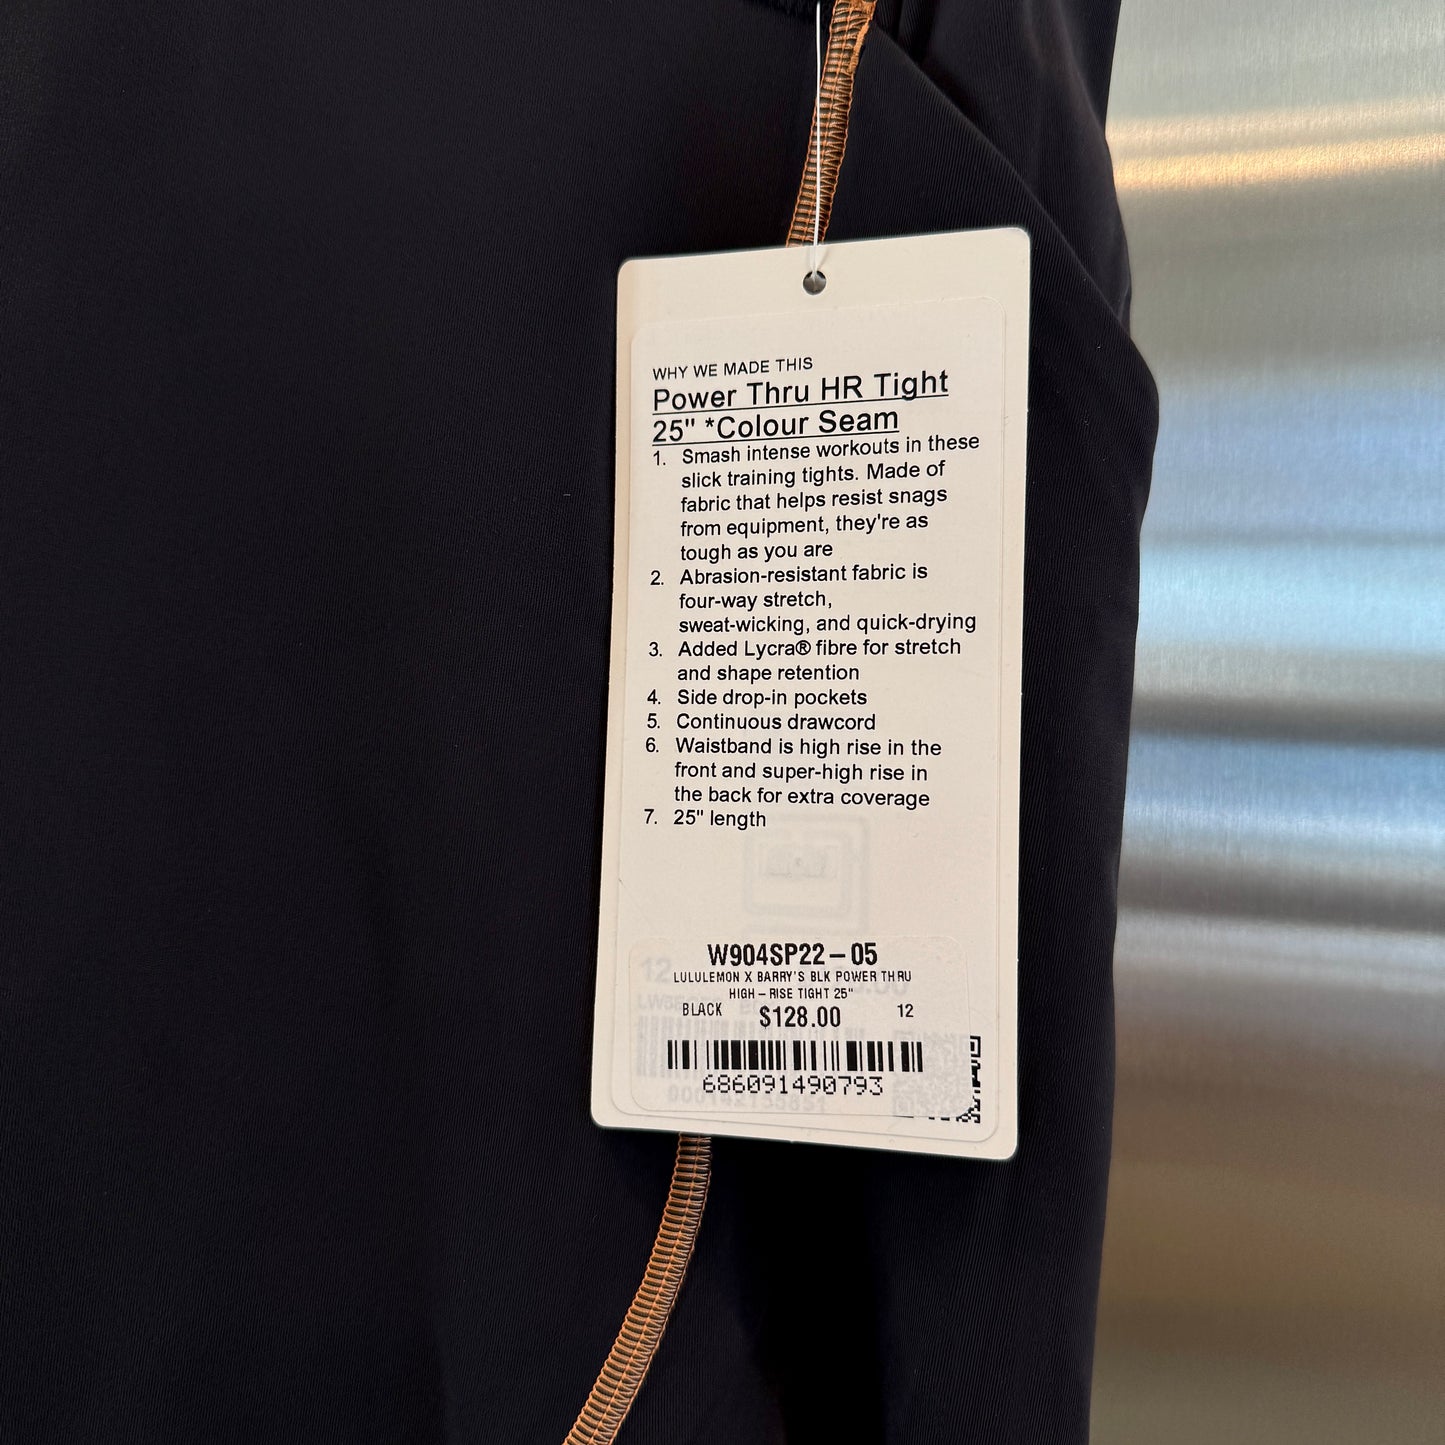 WHY WE MADE THIS
Power Thru HR Tight
25" *Colour Seam
1. Smash intense workouts in these
slick training tights. Made of
fabric that helps resist snags
from equipment, they're as
tough as you are
2. Abrasion-resistant fabric is
four-way stretch,
sweat-wicking, and quick-drying
3. Added Lycra® fibre for stretch
and shape retention
4. Side drop-in pockets
5. Continuous drawcord
6. Waistband is high rise in the
front and super-high rise in
the back for extra coverage
7. 25" length
W904SP22-05
LULULEMON X BARRY'S BLK POWER THRU
HIGH-RISE TIGHT 25"
BLACK $128.00 12
686091490793